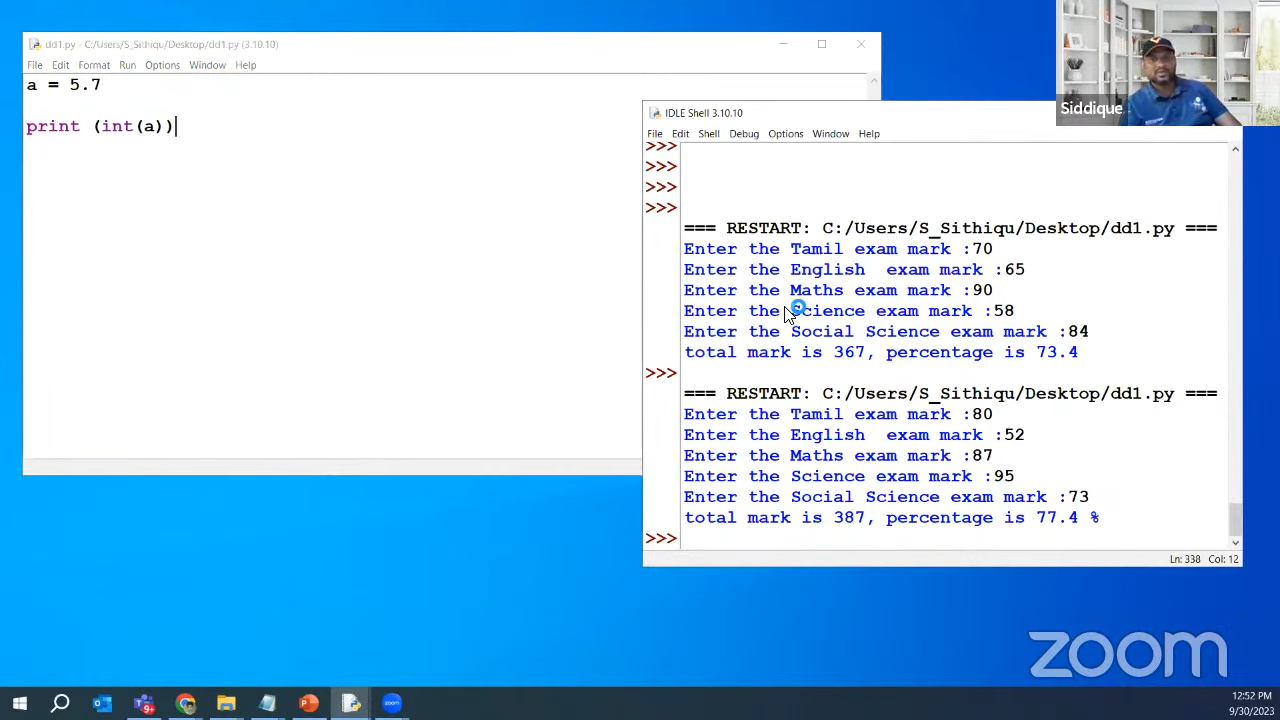 dd1.py - C:/Users/S_Sithiqu/Desktop/dd1.py (3.10.10)
File Edit Format Run Options Window Help
a = 5.7
print (int(a))
Siddique
IDLE Shell 3.10.10
File Edit Shell Debug Options Window Help
>>>
>>>
>>>
>>>
=== RESTART: C:/Users/S_Sithiqu/Desktop/dd1.py ===
Enter the Tamil exam mark :70
Enter the English  exam mark :65
Enter the Maths exam mark :90
Enter the Science exam mark :58
Enter the Social Science exam mark :84
total mark is 367, percentage is 73.4
>>>
=== RESTART: C:/Users/S_Sithiqu/Desktop/dd1.py ===
Enter the Tamil exam mark :80
Enter the English  exam mark :52
Enter the Maths exam mark :87
Enter the Science exam mark :95
Enter the Social Science exam mark :73
total mark is 387, percentage is 77.4 %
>>>
Ln: 338 Col: 12
zoom
9+
zoom
12:52 PM
9/30/2023